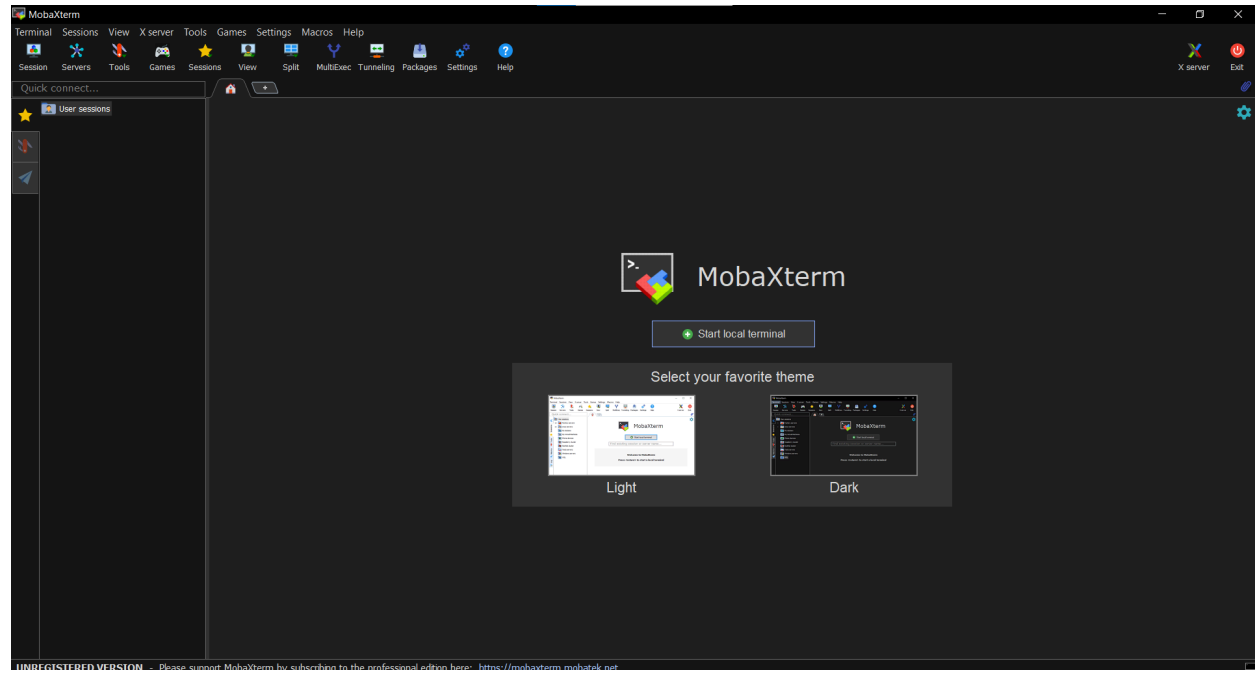 MobaXterm
Terminal Sessions View X server Tools Games Settings Macros Help
Session Servers Tools Games Sessions View Split MultiExec Tunneling Packages Settings Help X server Exit
Quick connect...
User sessions
MobaXterm
Start local terminal
Select your favorite theme
MobaXterm
MobaXterm
Light Dark
UNREGISTERED VERSION - Please support MobaXterm by subscribing to the professional edition here: https://mobaxterm.mobatek.net